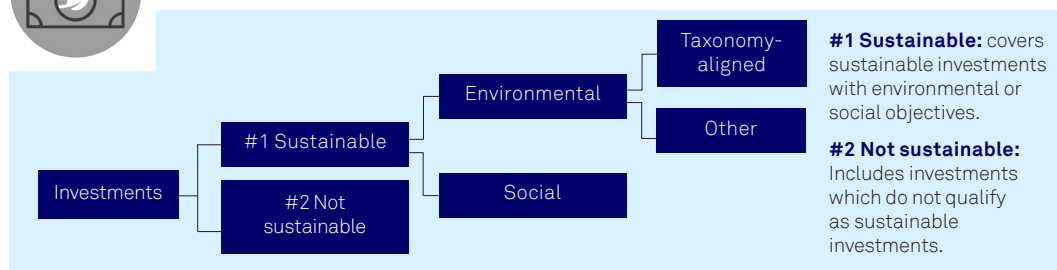 Investments
#1 Sustainable
#2 Not
sustainable
Environmental
Social
Taxonomy-
aligned
Other
#1 Sustainable: covers
sustainable investments
with environmental or
social objectives.
#2 Not sustainable:
Includes investments
which do not qualify
as sustainable
investments.